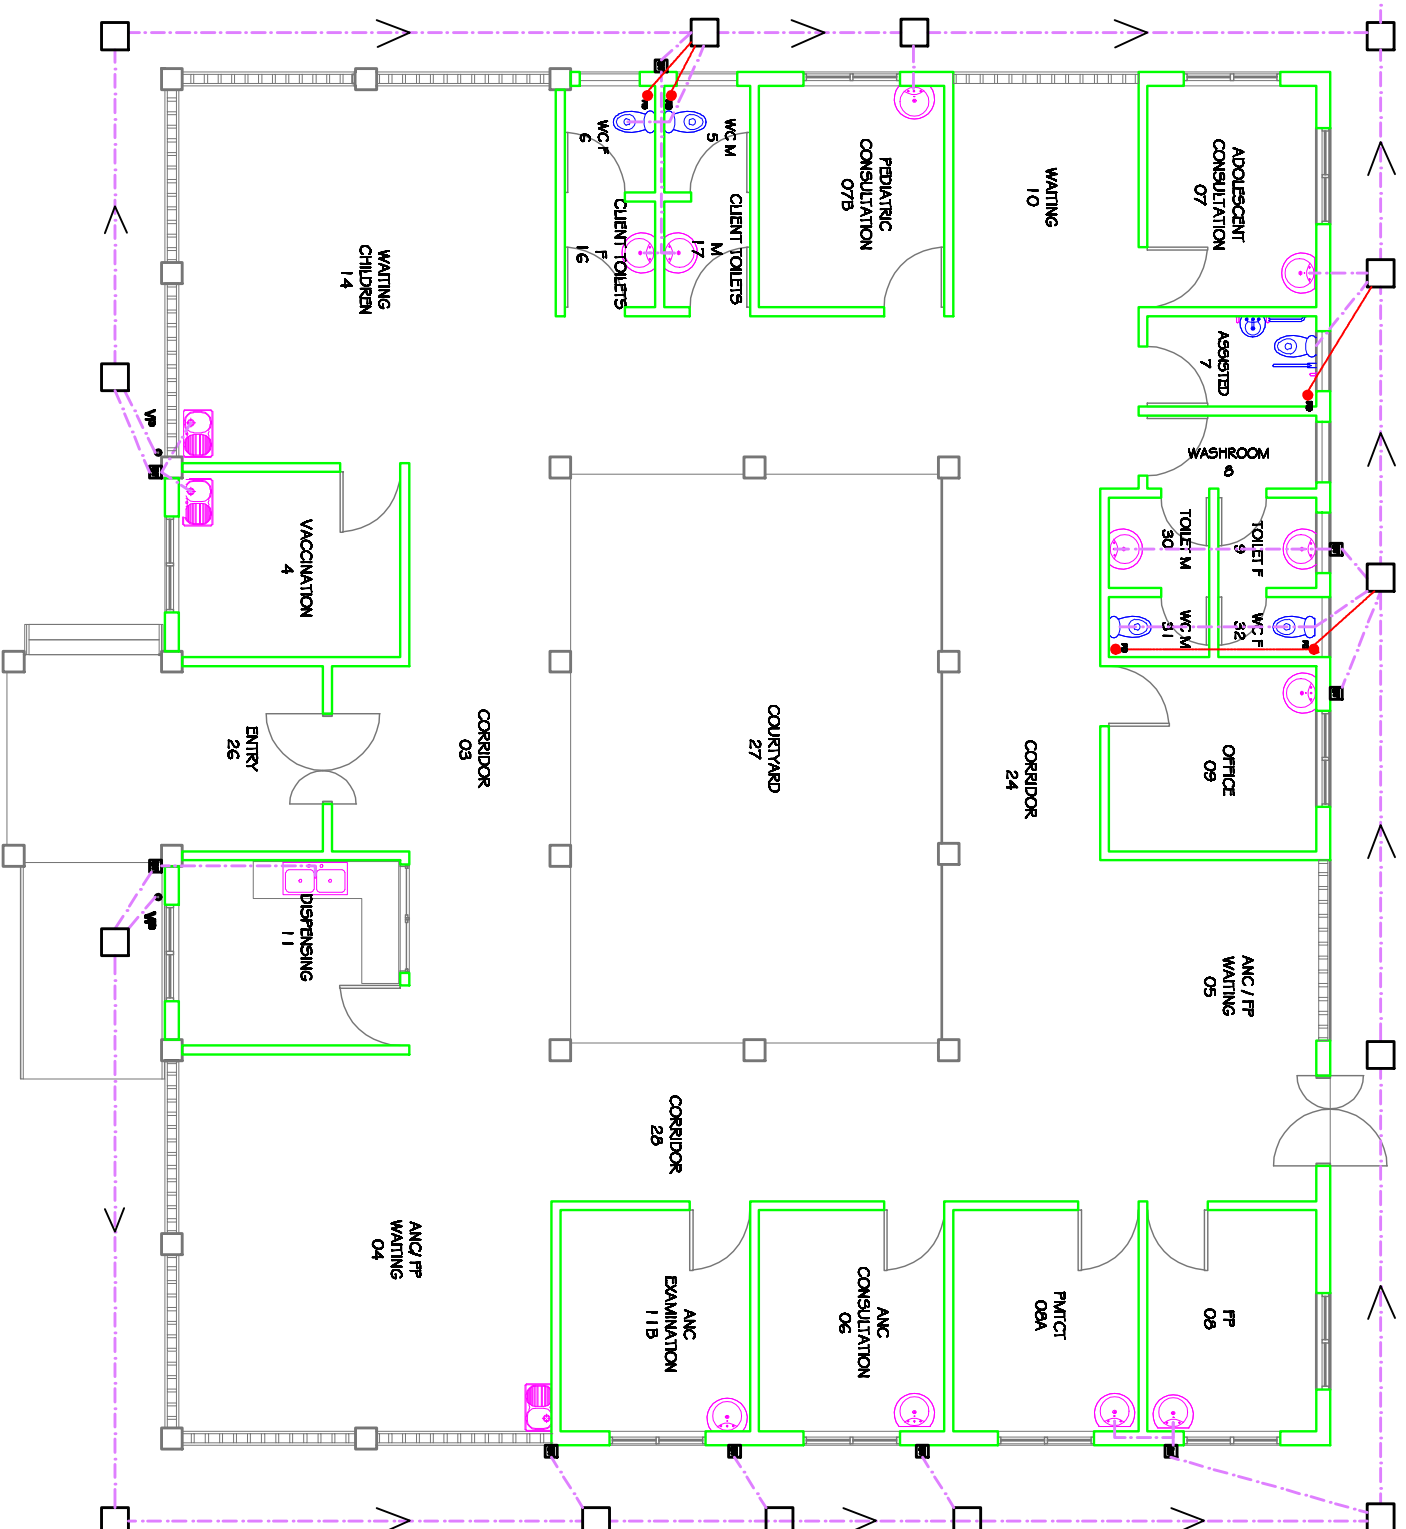 WC F
6
WC M
5
CLIENT TOILETS
F
16
CLIENT TOILETS
M
17
PEDIATRIC
CONSULTATION
07B
WAITING
10
ADOLESCENT
CONSULTATION
07
WAITING
CHILDREN
14
ASSISTED
7
WASHROOM
8
VP
VACCINATION
4
TOILET M
30
TOILET F
9
WC M
31
WC F
32
ENTRY
26
CORRIDOR
03
COURTYARD
27
CORRIDOR
24
OFFICE
09
VP
DISPENSING
11
ANC / FP
WAITING
05
CORRIDOR
28
ANC/ FP
WAITING
04
ANC
EXAMINATION
11B
ANC
CONSULTATION
06
PMTCT
08A
FP
08